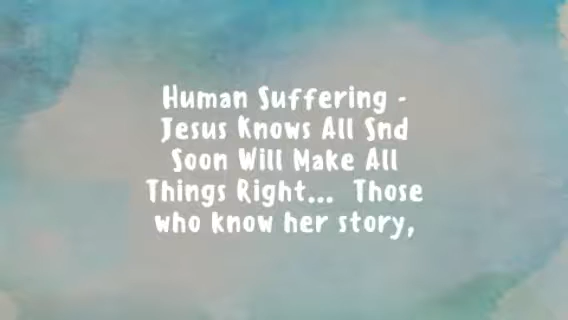 Human Suffering -
Jesus Knows All Snd
Soon Will Make All
Things Right... Those
who know her story,